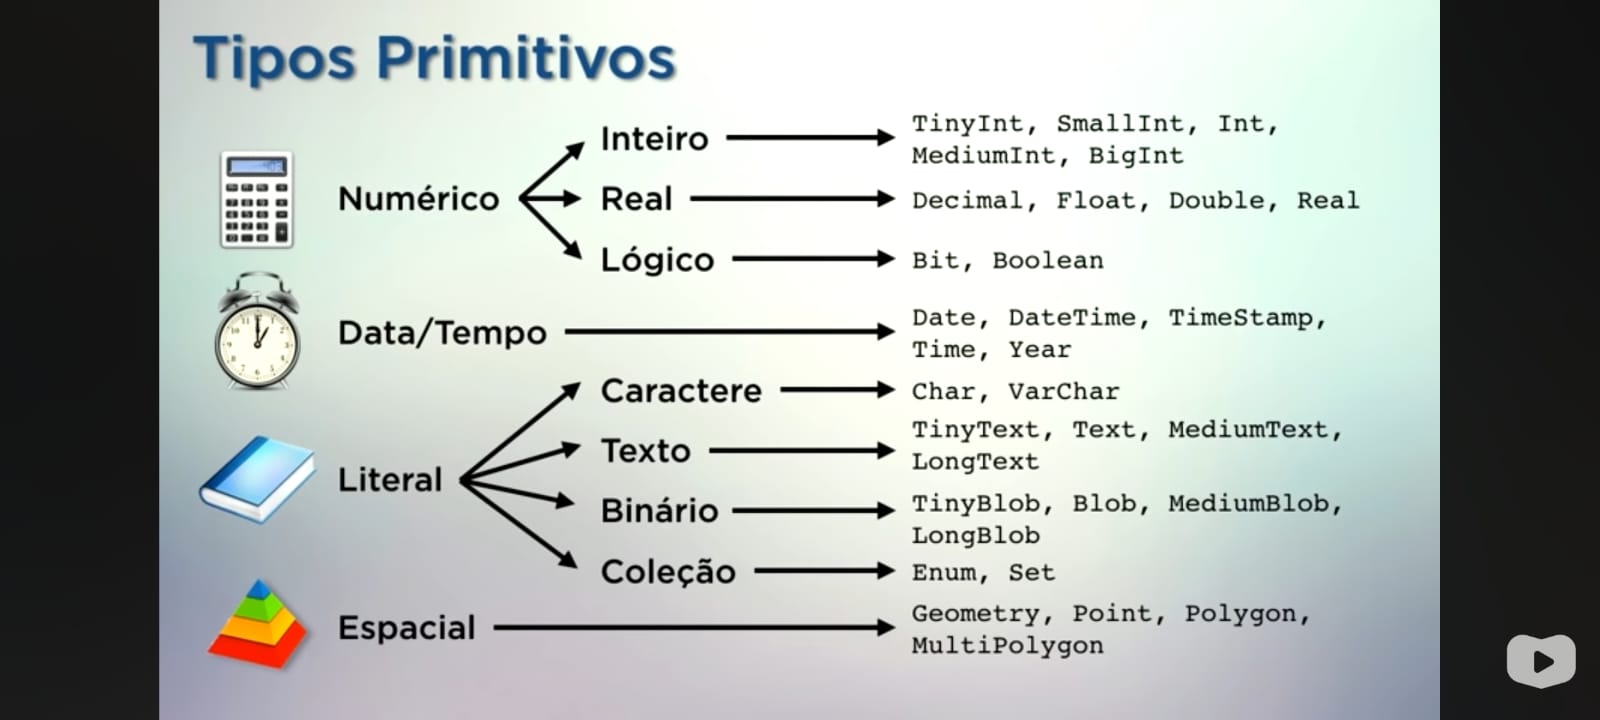 Tipos Primitivos
Numérico
Inteiro
TinyInt, SmallInt, Int,
MediumInt, BigInt
Real
Decimal, Float, Double, Real
Lógico
Bit, Boolean
Data/Tempo
Date, DateTime, TimeStamp,
Time, Year
Literal
Caractere
Char, VarChar
Texto
TinyText, Text, MediumText,
LongText
Binário
TinyBlob, Blob, MediumBlob,
LongBlob
Coleção
Enum, Set
Espacial
Geometry, Point, Polygon,
MultiPolygon